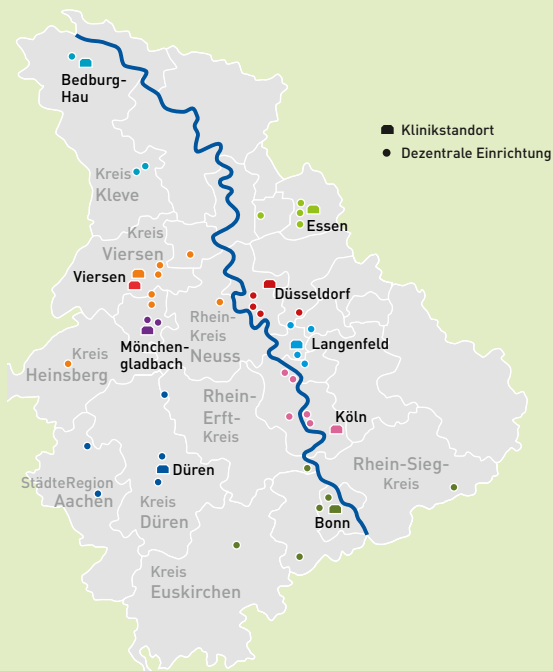 Bedburg-
Hau
Klinikstandort
Dezentrale Einrichtung
Kreis
Kleve
Essen
Kreis
Viersen
Viersen
Düsseldorf
Rhein-
Kreis
Neuss
Mönchen-
gladbach
Langenfeld
Kreis
Heinsberg
Rhein-
Erft-
Kreis
Köln
Düren
Rhein-Sieg-
Kreis
StädteRegion
Aachen
Kreis
Düren
Bonn
Kreis
Euskirchen